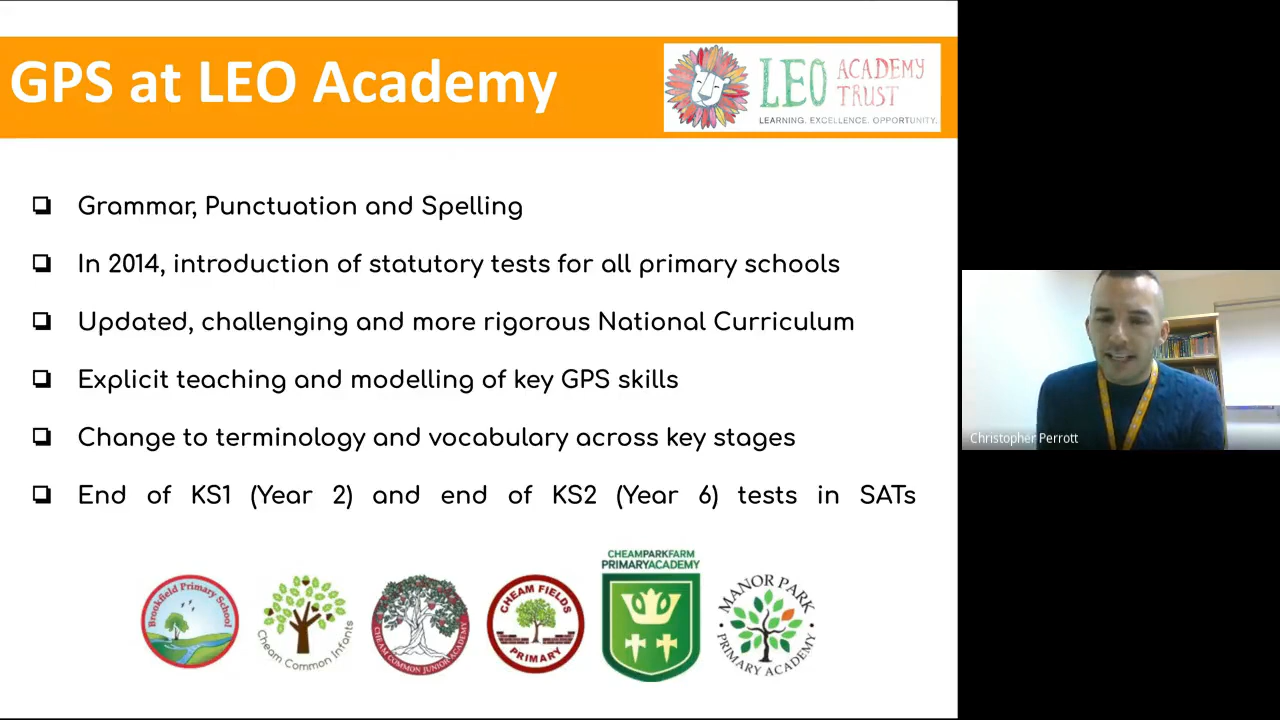 GPS at LEO Academy
LEO ACADEMY TRUST
LEARNING. EXCELLENCE. OPPORTUNITY.
Grammar, Punctuation and Spelling
In 2014, introduction of statutory tests for all primary schools
Updated, challenging and more rigorous National Curriculum
Explicit teaching and modelling of key GPS skills
Change to terminology and vocabulary across key stages
End of KS1 (Year 2) and end of KS2 (Year 6) tests in SATs
Christopher Perrott
Brookfield Primary School
Cheam Common Infants
CHEAM COMMON JUNIOR ACADEMY
CHEAM FIELDS
PRIMARY
CHEAMPARKFARM
PRIMARYACADEMY
MANOR PARK
PRIMARY ACADEMY